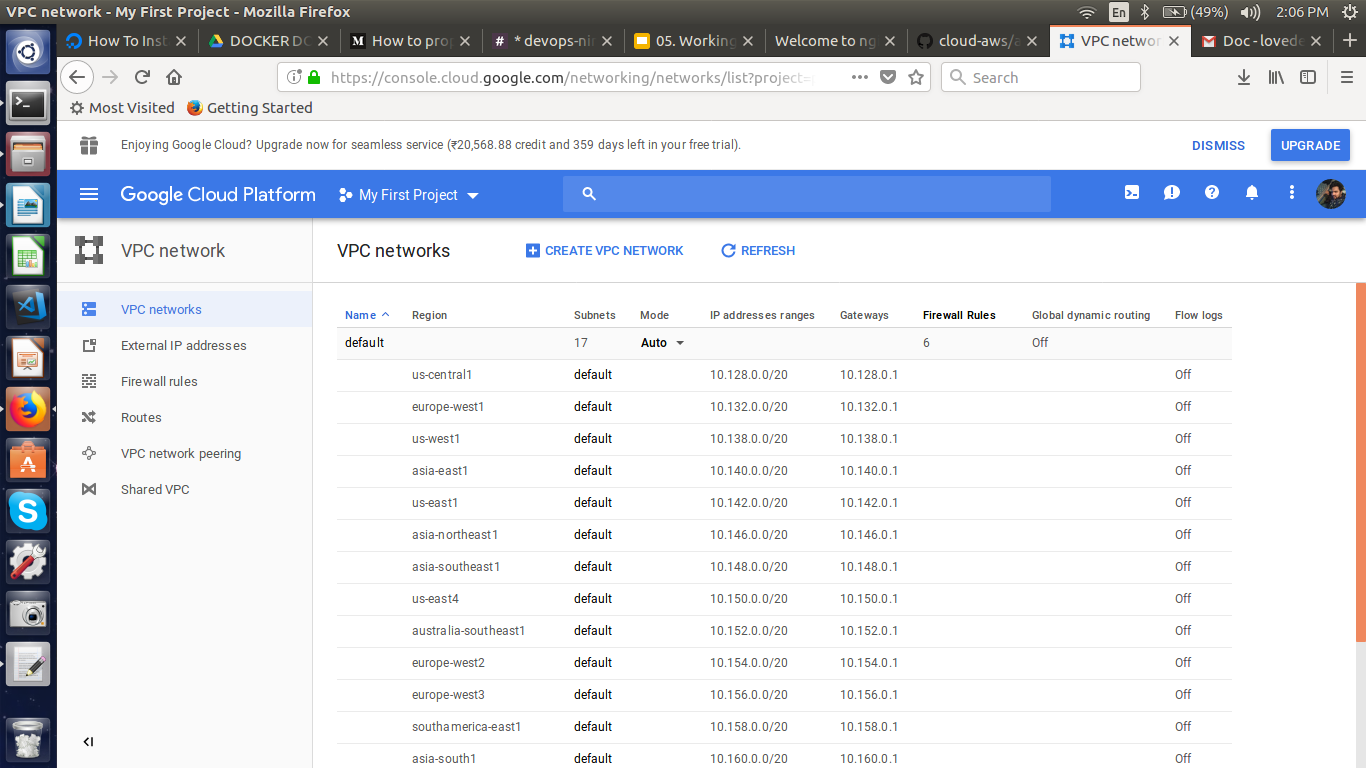 VPC network - My First Project - Mozilla Firefox
En (49%) 2:06 PM
How To Inst DOCKER DO How to pro * devops-nin 05. Working Welcome to ng cloud-aws/a VPC networ Doc - lovede
https://console.cloud.google.com/networking/networks/list?project= Search
Most Visited Getting Started
Enjoying Google Cloud? Upgrade now for seamless service (₹20,568.88 credit and 359 days left in your free trial). DISMISS UPGRADE
Google Cloud Platform My First Project
VPC network
VPC networks
External IP addresses
Firewall rules
Routes
VPC network peering
Shared VPC
VPC networks CREATE VPC NETWORK REFRESH
Name Region Subnets Mode IP addresses ranges Gateways Firewall Rules Global dynamic routing Flow logs
default 17 Auto 6 Off
us-central1 default 10.128.0.0/20 10.128.0.1 Off
europe-west1 default 10.132.0.0/20 10.132.0.1 Off
us-west1 default 10.138.0.0/20 10.138.0.1 Off
asia-east1 default 10.140.0.0/20 10.140.0.1 Off
us-east1 default 10.142.0.0/20 10.142.0.1 Off
asia-northeast1 default 10.146.0.0/20 10.146.0.1 Off
asia-southeast1 default 10.148.0.0/20 10.148.0.1 Off
us-east4 default 10.150.0.0/20 10.150.0.1 Off
australia-southeast1 default 10.152.0.0/20 10.152.0.1 Off
europe-west2 default 10.154.0.0/20 10.154.0.1 Off
europe-west3 default 10.156.0.0/20 10.156.0.1 Off
southamerica-east1 default 10.158.0.0/20 10.158.0.1 Off
asia-south1 default 10.160.0.0/20 10.160.0.1 Off